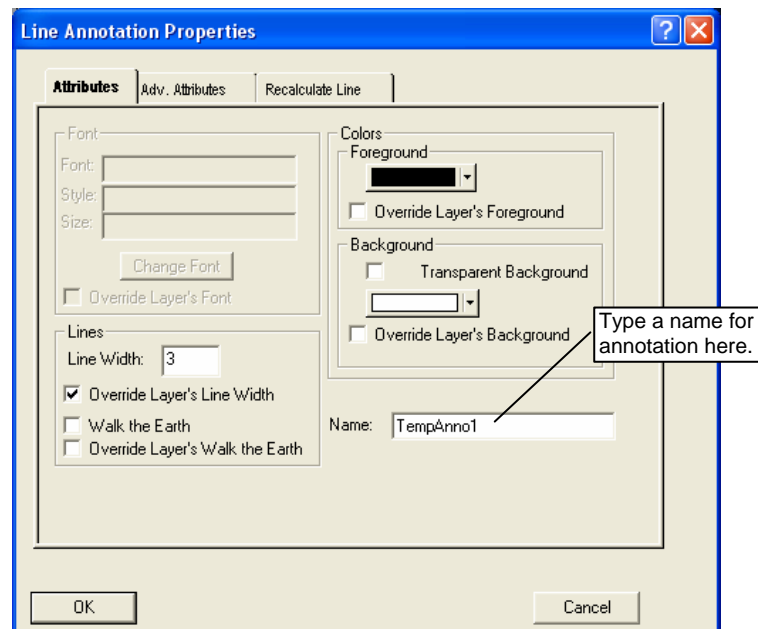 Line Annotation Properties
Attributes
Adv. Attributes
Recalculate Line
Font
Font:
Style:
Size:
Change Font
Override Layer's Font
Lines
Line Width: 3
Override Layer's Line Width
Walk the Earth
Override Layer's Walk the Earth
Colors
Foreground
Override Layer's Foreground
Background
Transparent Background
Override Layer's Background
Name: TempAnno1
Type a name for
annotation here.
OK
Cancel